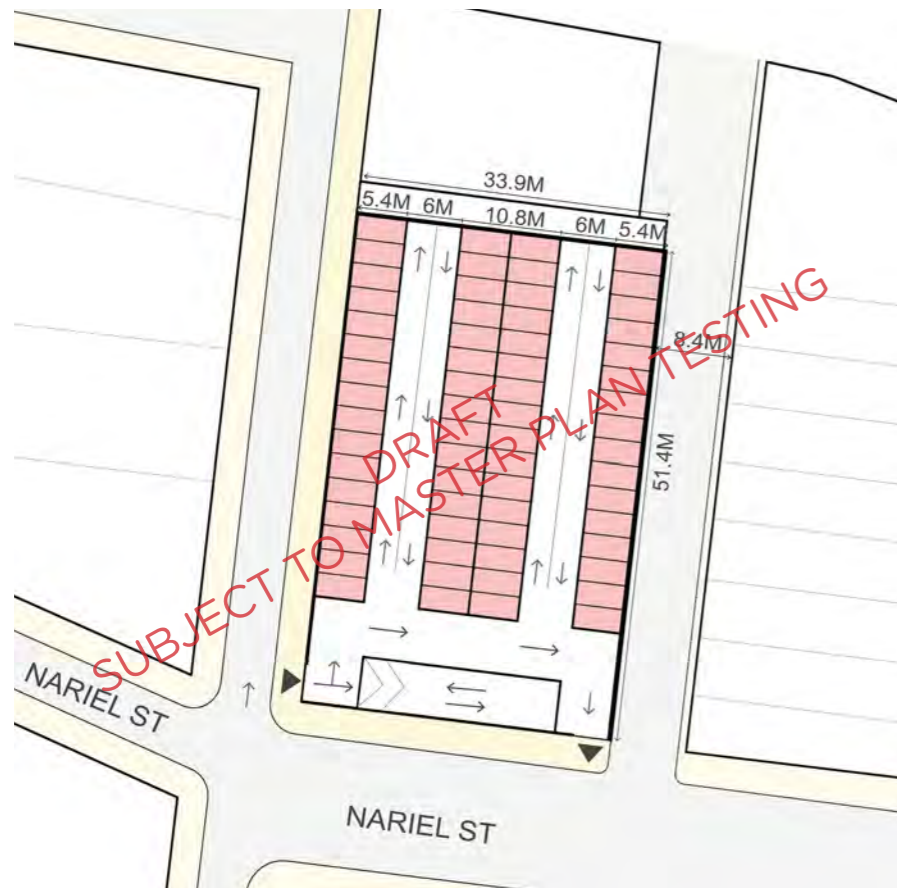 33.9M
5.4M 6M 10.8M 6M 5.4M
8.4M
51.4M
DRAFT
SUBJECT TO MASTER PLAN TESTING
NARIEL ST
NARIEL ST